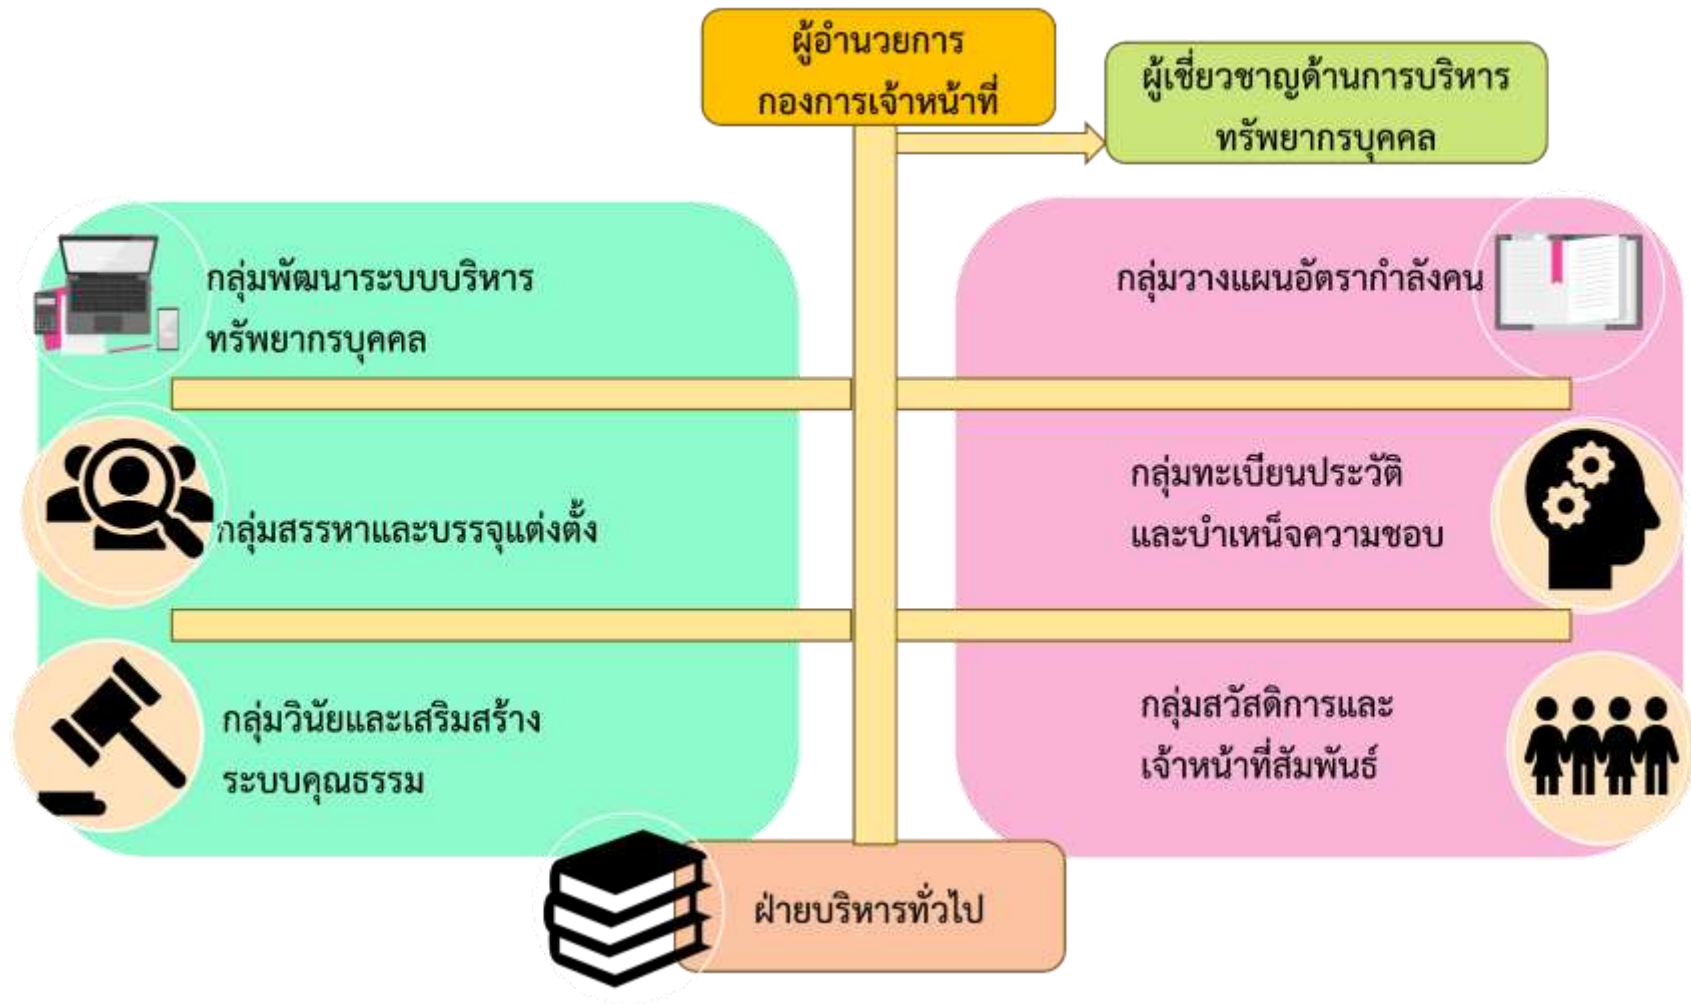 ผู้อำนวยการ
กองการเจ้าหน้าที่
ผู้เชี่ยวชาญด้านการบริหาร
ทรัพยากรบุคคล
กลุ่มพัฒนาระบบบริหาร
ทรัพยากรบุคคล
กลุ่มวางแผนอัตรากำลังคน
กลุ่มสรรหาและบรรจุแต่งตั้ง
กลุ่มทะเบียนประวัติ
และบำเหน็จความชอบ
กลุ่มวินัยและเสริมสร้าง
ระบบคุณธรรม
กลุ่มสวัสดิการและ
เจ้าหน้าที่สัมพันธ์
ฝ่ายบริหารทั่วไป